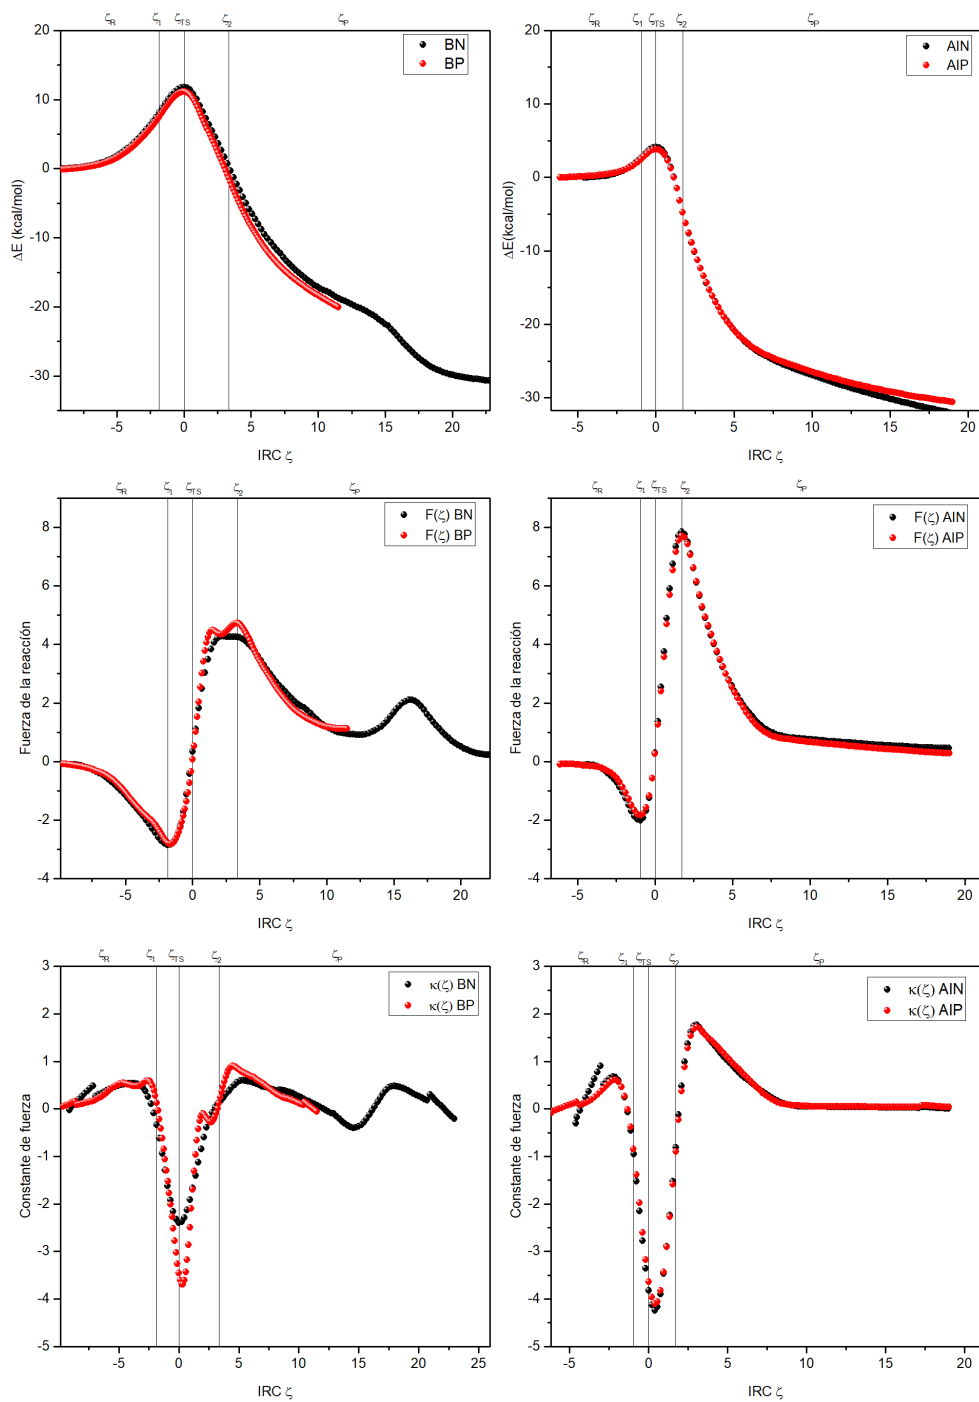 ζR ζ1 ζTS ζ2 ζP
BN
BP
20
10
0
-10
-20
-30
ΔE (kcal/mol)
-5 0 5 10 15 20
IRC ζ
ζR ζ1 ζTS ζ2 ζP
AlN
AlP
20
10
0
-10
-20
-30
ΔE(kcal/mol)
-5 0 5 10 15 20
IRC ζ
ζR ζ1 ζTS ζ2 ζP
F(ζ) BN
F(ζ) BP
8
6
4
2
0
-2
-4
Fuerza de la reacción
-5 0 5 10 15 20
IRC ζ
ζR ζ1 ζTS ζ2 ζP
F(ζ) AlN
F(ζ) AlP
8
6
4
2
0
-2
-4
Fuerza de la reacción
-5 0 5 10 15 20
IRC ζ
ζR ζ1 ζTS ζ2 ζP
κ(ζ) BN
κ(ζ) BP
3
2
1
0
-1
-2
-3
-4
-5
Constante de fuerza
-5 0 5 10 15 20 25
IRC ζ
ζR ζ1 ζTS ζ2 ζP
κ(ζ) AlN
κ(ζ) AlP
3
2
1
0
-1
-2
-3
-4
-5
Constante de fuerza
-5 0 5 10 15 20
IRC ζ